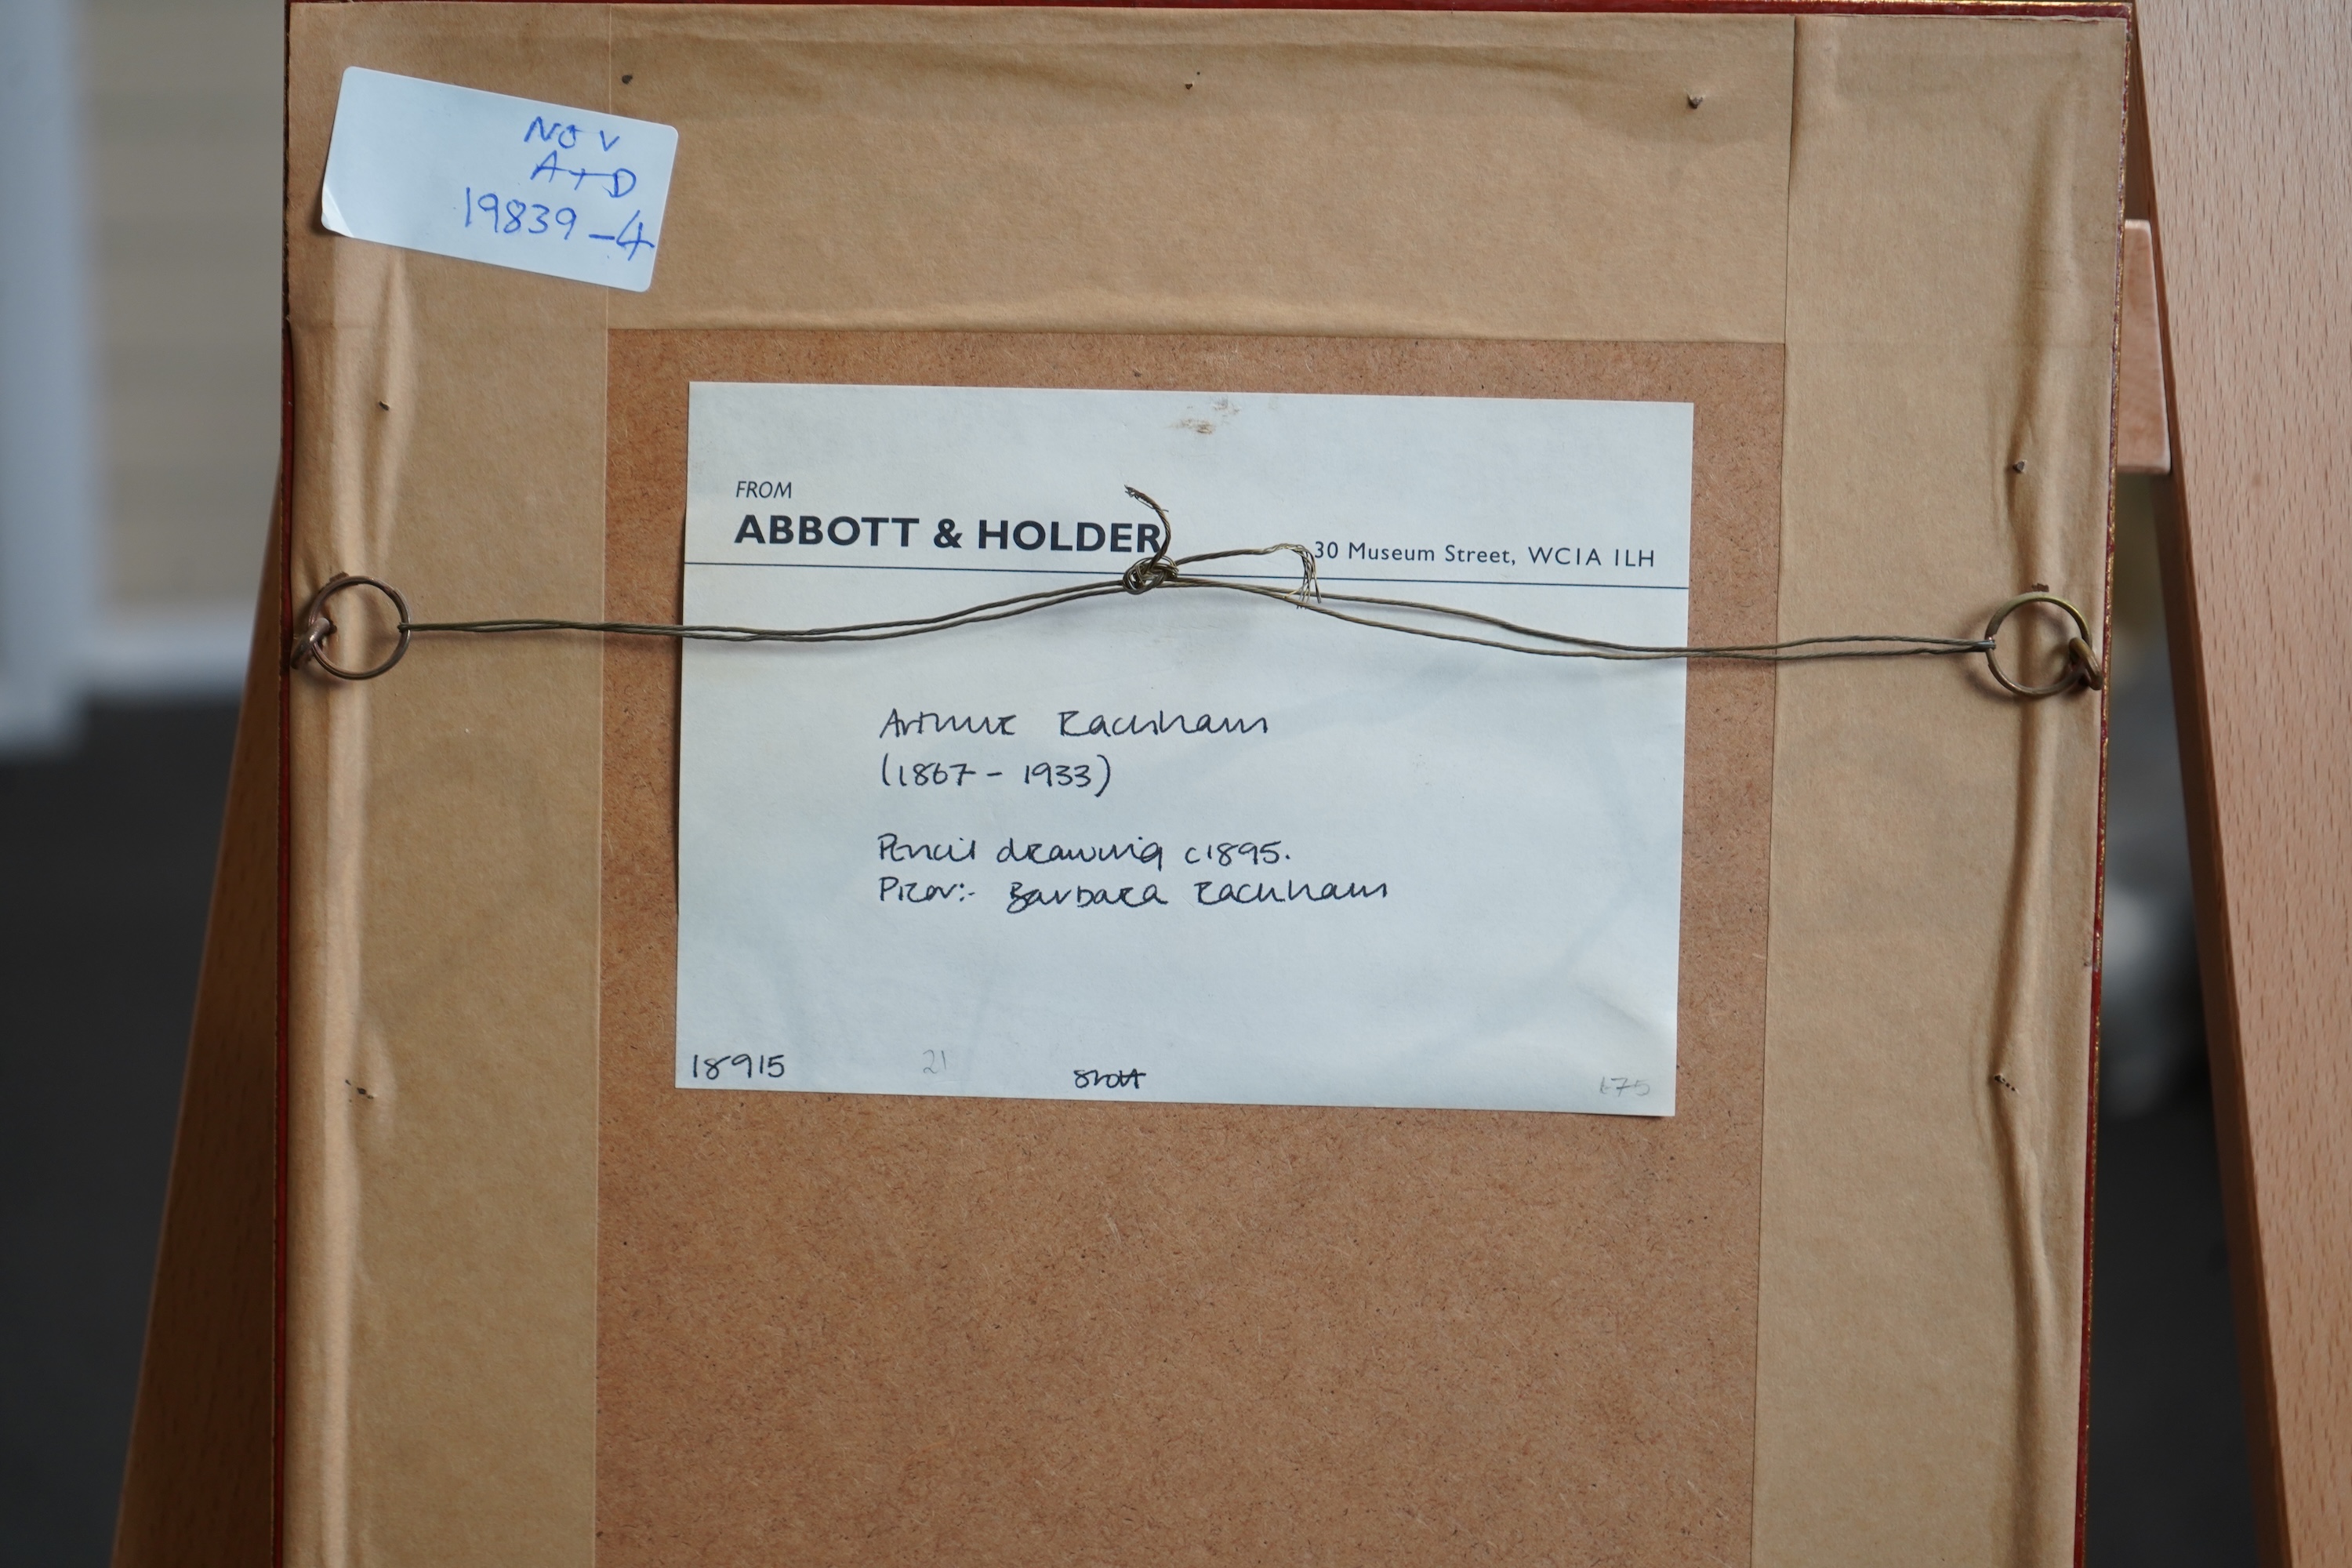 NOV
A+D
19839-4
FROM
ABBOTT & HOLDER
30 Museum Street, WC1A 1LH
Arthur Rackham
(1867 - 1933)
Pencil drawing c1895.
Prov:- Barbara Rackham
18915
21